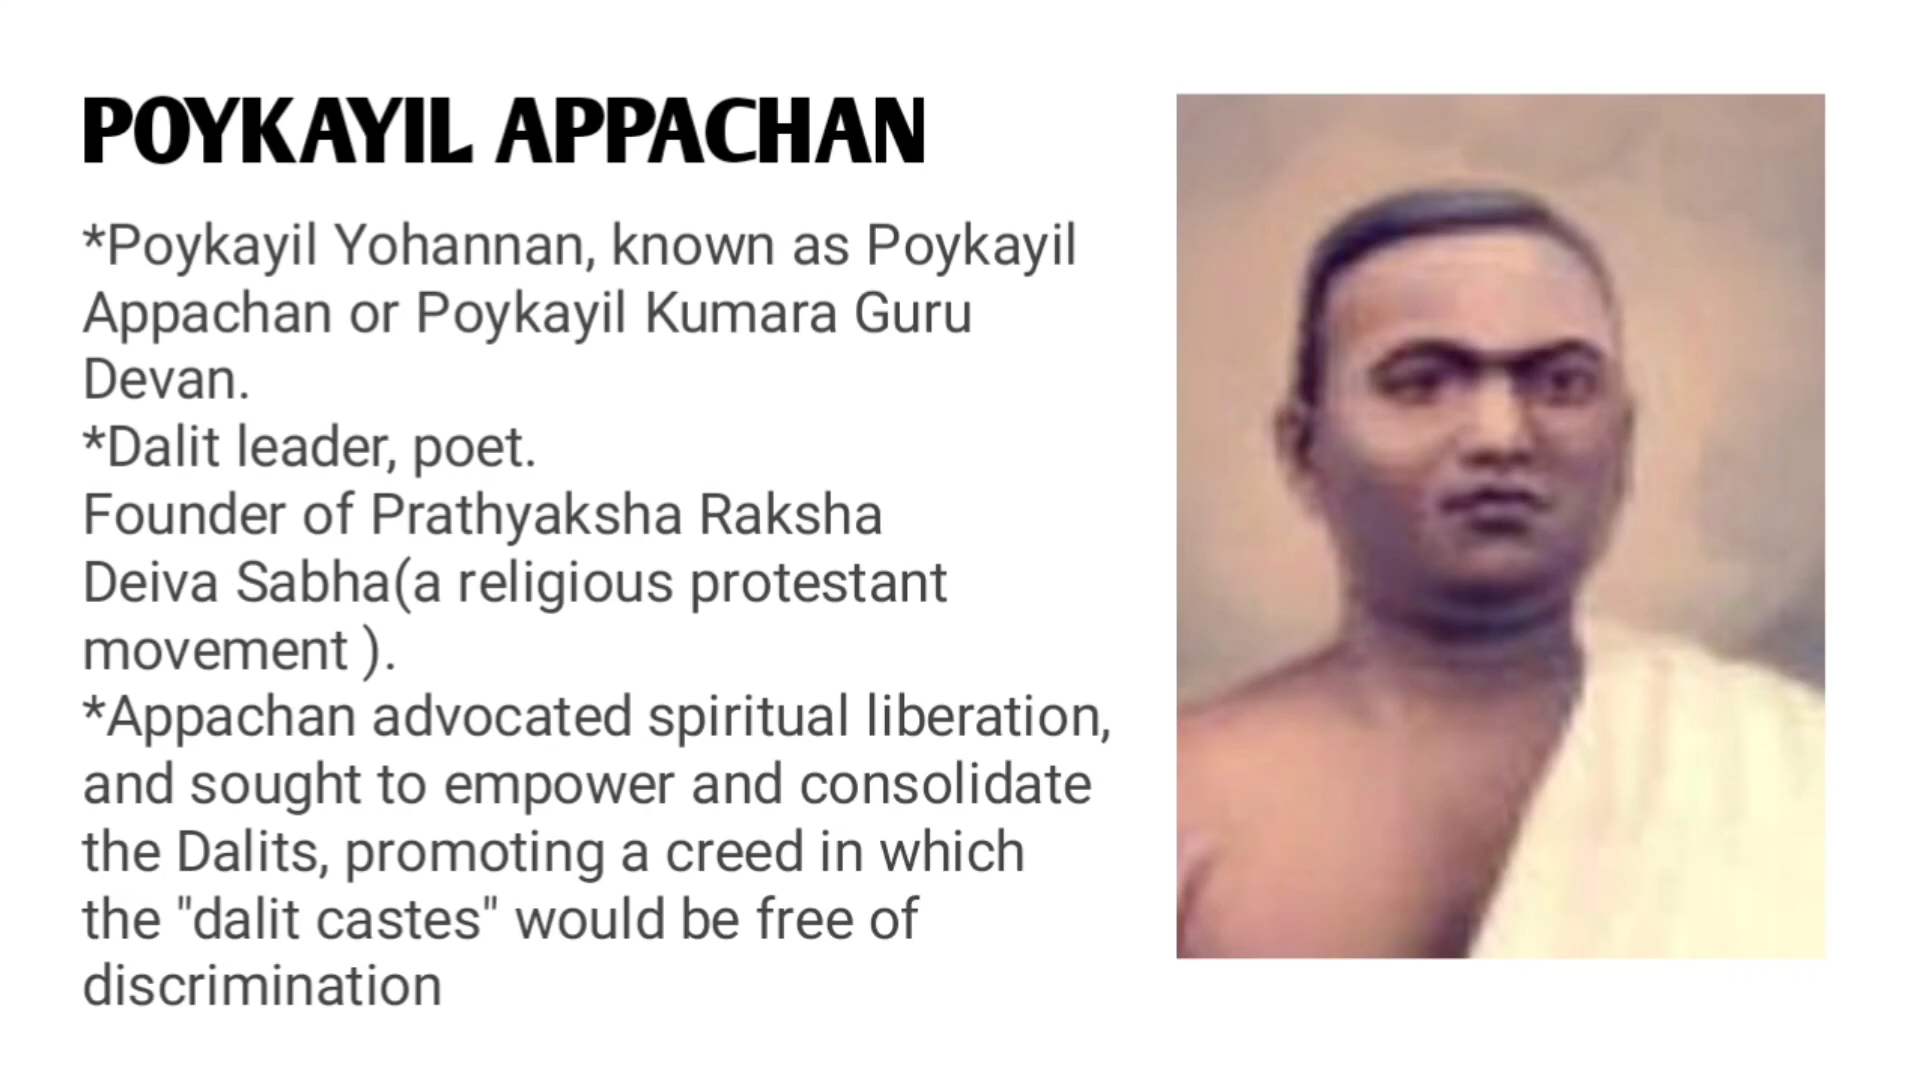 POYKAYIL APPACHAN
*Poykayil Yohannan, known as Poykayil
Appachan or Poykayil Kumara Guru
Devan.
*Dalit leader, poet.
Founder of Prathyaksha Raksha
Deiva Sabha(a religious protestant
movement ).
*Appachan advocated spiritual liberation,
and sought to empower and consolidate
the Dalits, promoting a creed in which
the "dalit castes" would be free of
discrimination